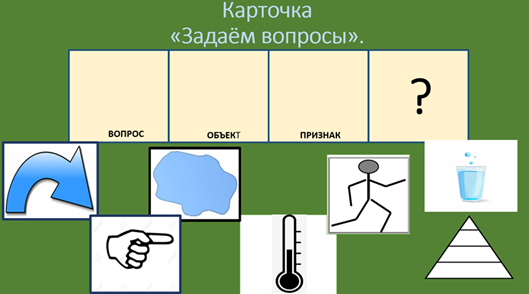 Карточка
«Задаём вопросы».
ВОПРОС
ОБЪЕКТ
ПРИЗНАК
?